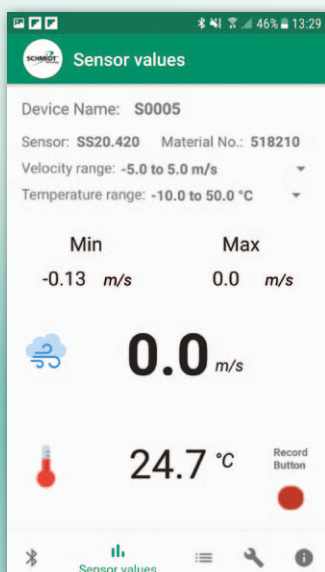 46% 13:29
SCHMIDT Sensor values
Device Name: S0005
Sensor: SS20.420 Material No.: 518210
Velocity range: -5.0 to 5.0 m/s
Temperature range: -10.0 to 50.0 °C
Min Max
-0.13 m/s 0.0 m/s
0.0 m/s
24.7 °C
Record
Button
Sensor values